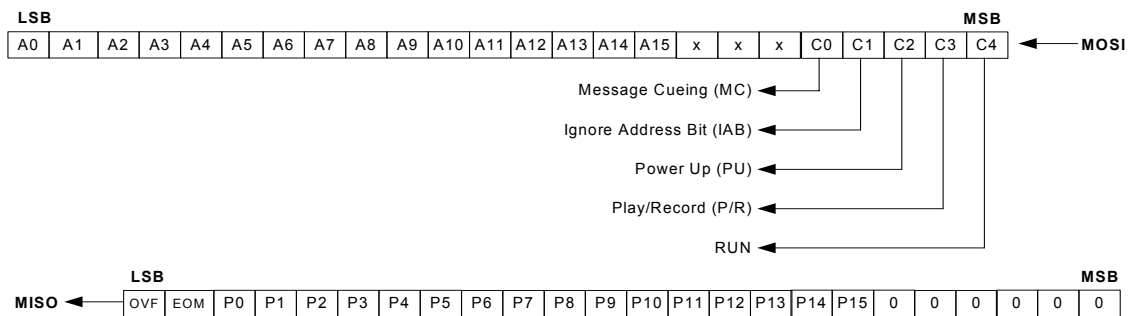 LSB MSB
A0 A1 A2 A3 A4 A5 A6 A7 A8 A9 A10 A11 A12 A13 A14 A15 x x x C0 C1 C2 C3 C4 MOSI
Message Cueing (MC)
Ignore Address Bit (IAB)
Power Up (PU)
Play/Record (P/R)
RUN
LSB MSB
MISO OVF EOM P0 P1 P2 P3 P4 P5 P6 P7 P8 P9 P10 P11 P12 P13 P14 P15 0 0 0 0 0 0